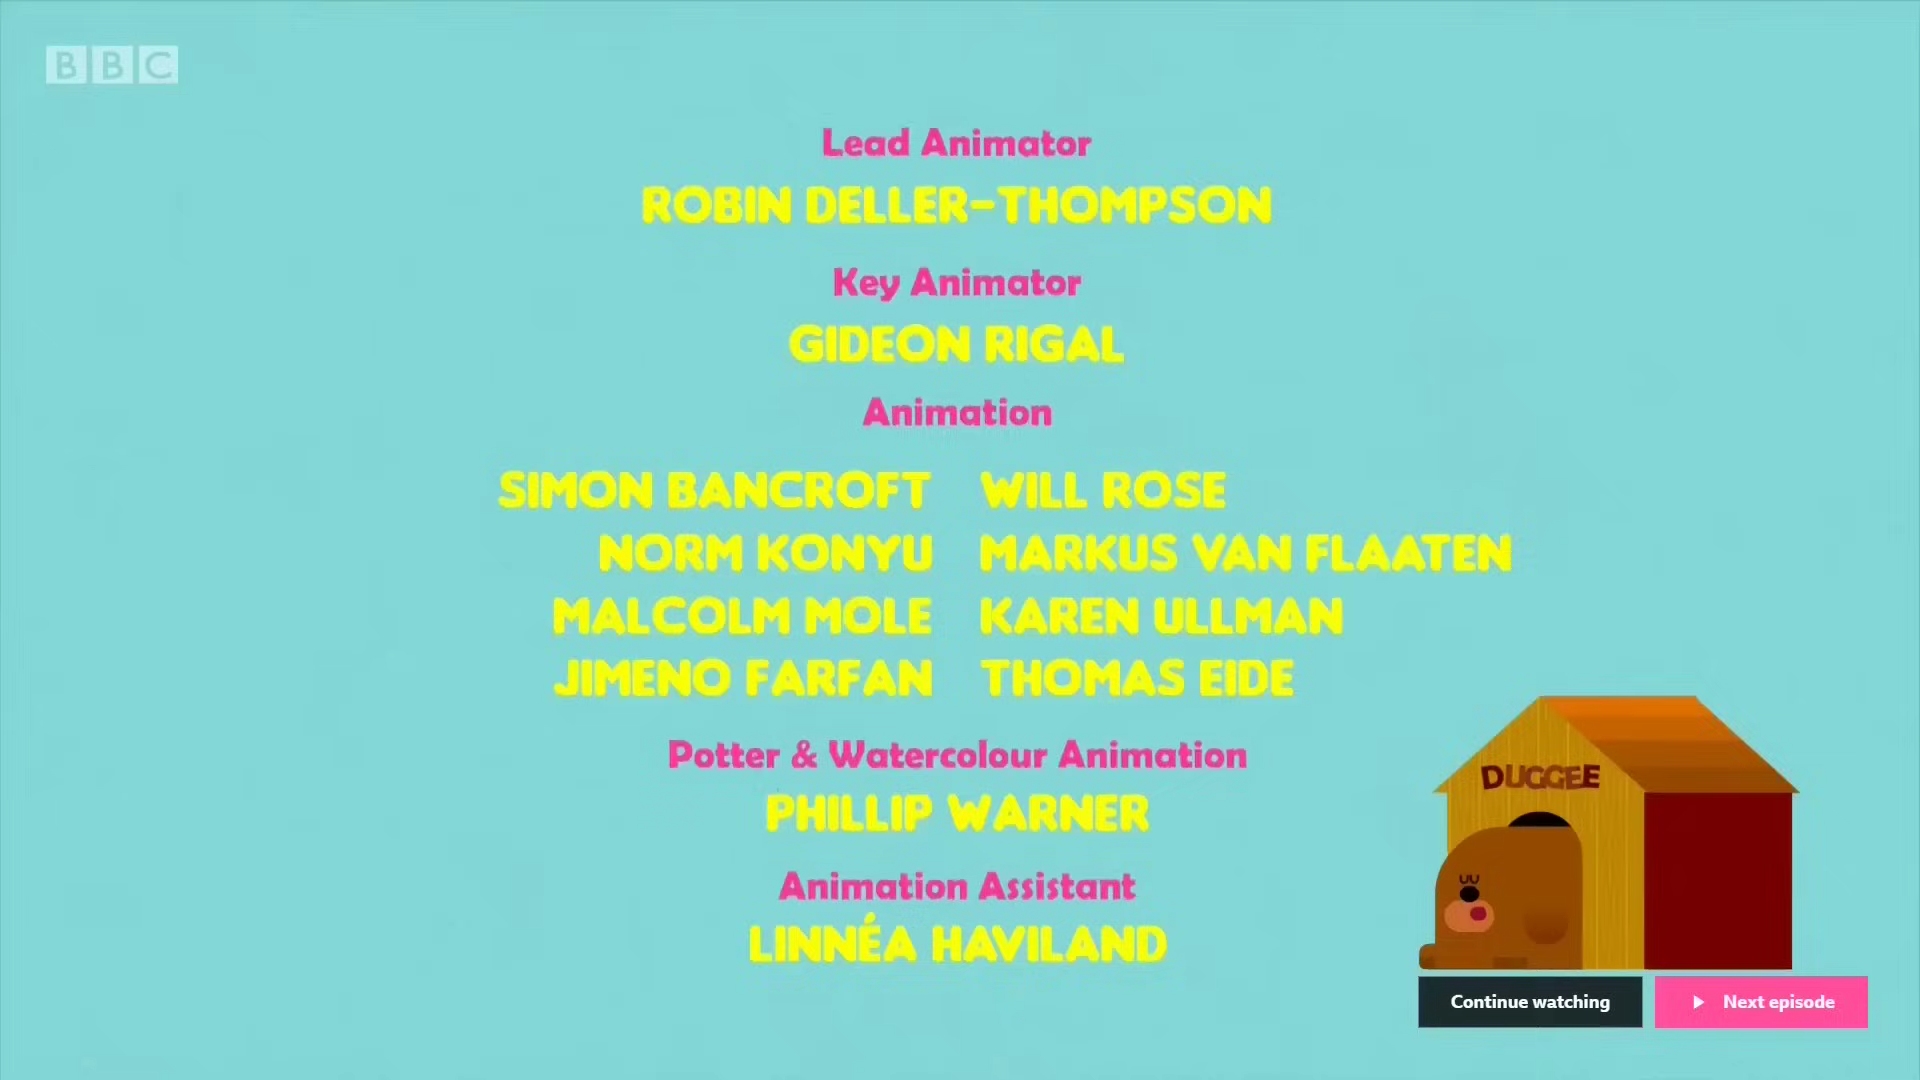 BBC
Lead Animator
ROBIN DELLER-THOMPSON
Key Animator
GIDEON RIGAL
Animation
SIMON BANCROFT WILL ROSE
NORM KONYU MARKUS VAN FLAATEN
MALCOLM MOLE KAREN ULLMAN
JIMENO FARFAN THOMAS EIDE
Potter & Watercolour Animation
PHILLIP WARNER
DUGGEE
Animation Assistant
LINNÉA HAVILAND
Continue watching Next episode